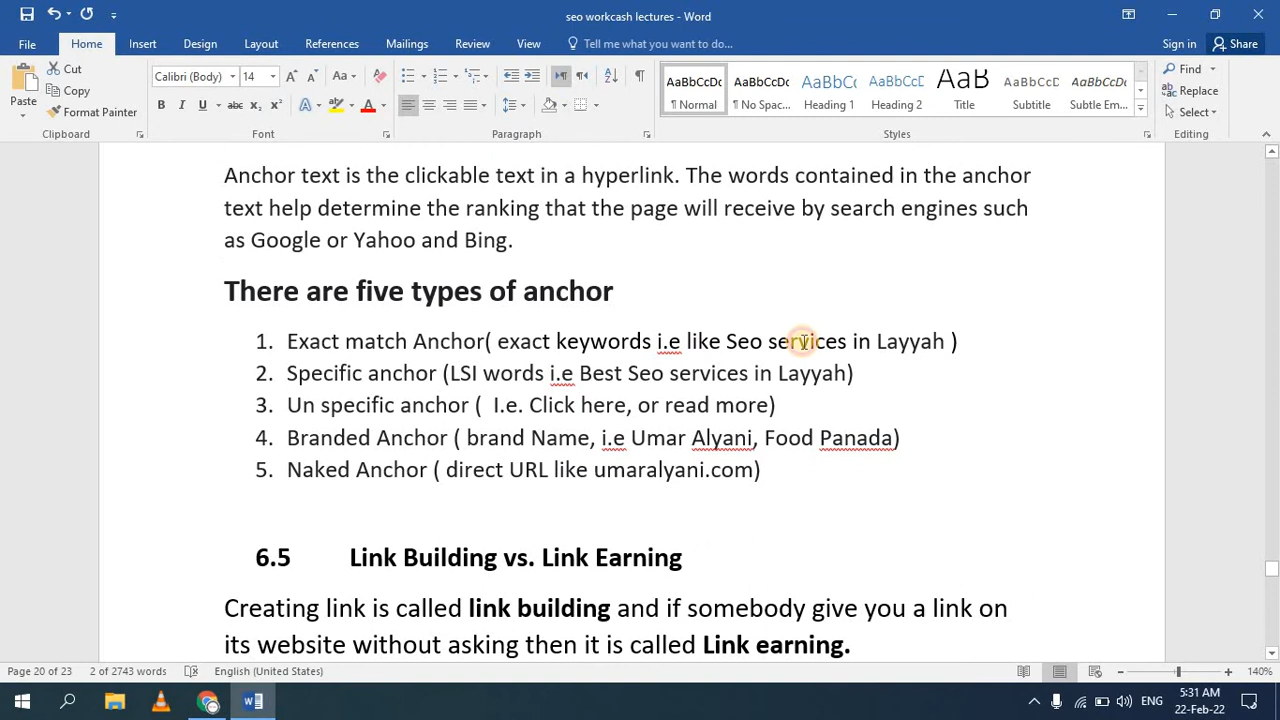 seo workcash lectures - Word
File Home Insert Design Layout References Mailings Review View Tell me what you want to do... Sign in Share
Paste Cut Copy Format Painter
Calibri (Body) 14
Clipboard Font Paragraph Styles Editing
AaBbCcDc ¶ Normal
AaBbCcDc ¶ No Spac...
AaBbCc Heading 1
AaBbCcD Heading 2
AaB Title
AaBbCcD Subtitle
AaBbCcDc Subtle Em...
Find
Replace
Select
Anchor text is the clickable text in a hyperlink. The words contained in the anchor
text help determine the ranking that the page will receive by search engines such
as Google or Yahoo and Bing.
There are five types of anchor
1. Exact match Anchor( exact keywords i.e like Seo services in Layyah )
2. Specific anchor (LSI words i.e Best Seo services in Layyah)
3. Un specific anchor ( I.e. Click here, or read more)
4. Branded Anchor ( brand Name, i.e Umar Alyani, Food Panada)
5. Naked Anchor ( direct URL like umaralyani.com)
6.5 Link Building vs. Link Earning
Creating link is called link building and if somebody give you a link on
its website without asking then it is called Link earning.
Page 20 of 23 2 of 2743 words English (United States) 140%
ENG 5:31 AM
22-Feb-22